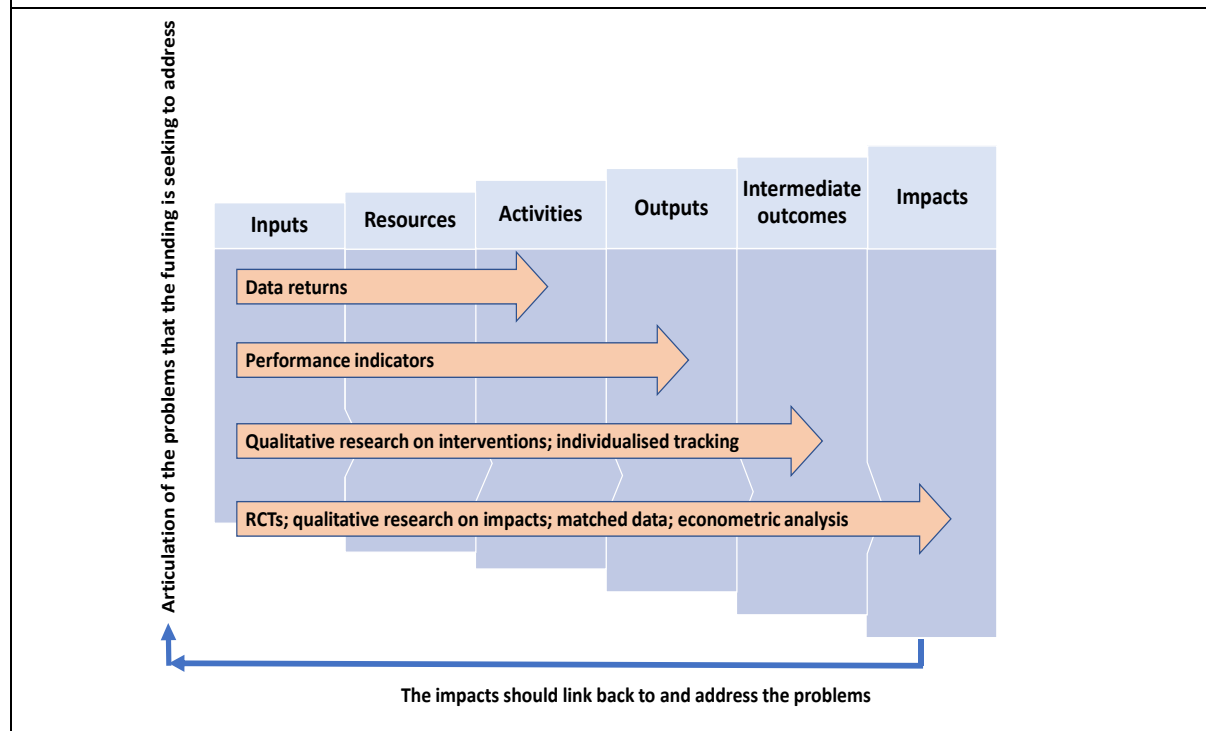 Articulation of the problems that the funding is seeking to address
Inputs
Resources
Activities
Outputs
Intermediate
outcomes
Impacts
Data returns
Performance indicators
Qualitative research on interventions; individualised tracking
RCTs; qualitative research on impacts; matched data; econometric analysis
The impacts should link back to and address the problems